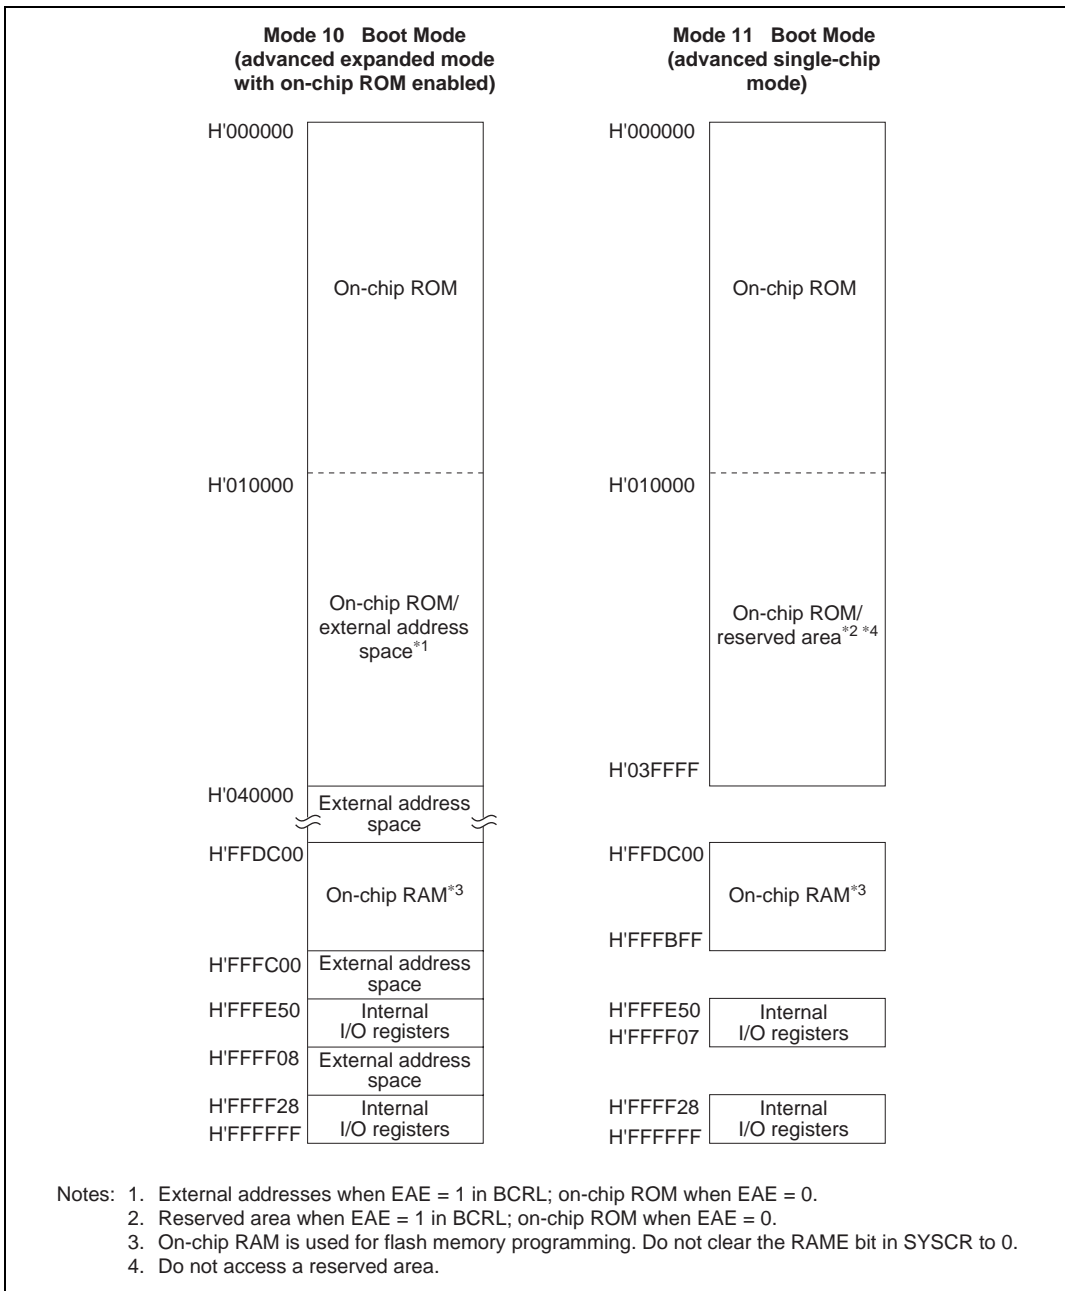 Mode 10 Boot Mode
(advanced expanded mode
with on-chip ROM enabled)
H'000000
On-chip ROM
H'010000
On-chip ROM/
external address
space*1
H'040000
External address
space
H'FFDC00
On-chip RAM*3
H'FFFC00
External address
space
H'FFFE50
Internal
I/O registers
H'FFFF08
External address
space
H'FFFF28
Internal
I/O registers
H'FFFFFF
Mode 11 Boot Mode
(advanced single-chip
mode)
H'000000
On-chip ROM
H'010000
On-chip ROM/
reserved area*2 *4
H'03FFFF
H'FFDC00
On-chip RAM*3
H'FFFBFF
H'FFFE50
Internal
I/O registers
H'FFFF07
H'FFFF28
Internal
I/O registers
H'FFFFFF
Notes: 1. External addresses when EAE = 1 in BCRL; on-chip ROM when EAE = 0.
2. Reserved area when EAE = 1 in BCRL; on-chip ROM when EAE = 0.
3. On-chip RAM is used for flash memory programming. Do not clear the RAME bit in SYSCR to 0.
4. Do not access a reserved area.